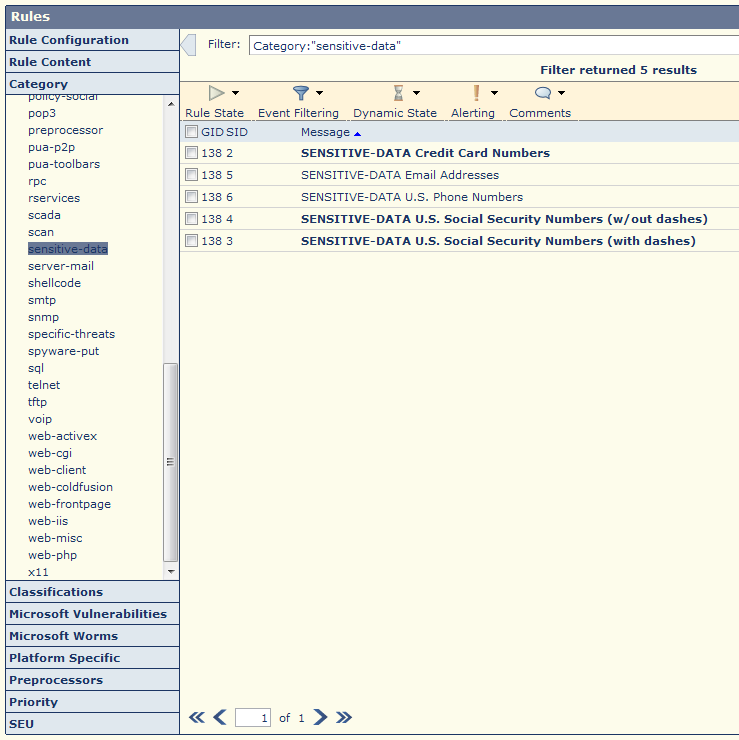 Rules
Rule Configuration
Rule Content
Category
policy-social
pop3
preprocessor
pua-p2p
pua-toolbars
rpc
rservices
scada
scan
sensitive-data
server-mail
shellcode
smtp
snmp
specific-threats
spyware-put
sql
telnet
tftp
voip
web-activex
web-cgi
web-client
web-coldfusion
web-frontpage
web-iis
web-misc
web-php
x11
Classifications
Microsoft Vulnerabilities
Microsoft Worms
Platform Specific
Preprocessors
Priority
SEU
Filter: Category:"sensitive-data"
Filter returned 5 results
Rule State Event Filtering Dynamic State Alerting Comments
GID SID Message
138 2 SENSITIVE-DATA Credit Card Numbers
138 5 SENSITIVE-DATA Email Addresses
138 6 SENSITIVE-DATA U.S. Phone Numbers
138 4 SENSITIVE-DATA U.S. Social Security Numbers (w/out dashes)
138 3 SENSITIVE-DATA U.S. Social Security Numbers (with dashes)
1 of 1